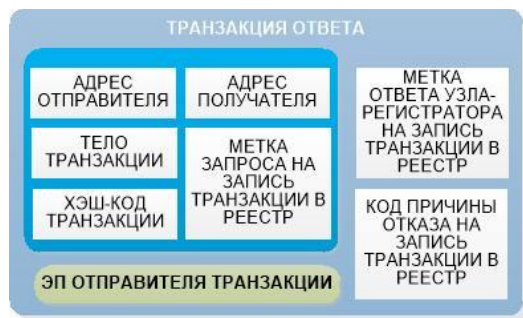 ТРАНЗАКЦИЯ ОТВЕТА
АДРЕС
ОТПРАВИТЕЛЯ
АДРЕС
ПОЛУЧАТЕЛЯ
ТЕЛО
ТРАНЗАКЦИИ
МЕТКА
ЗАПРОСА НА
ЗАПИСЬ
ТРАНЗАКЦИИ В
РЕЕСТР
ХЭШ-КОД
ТРАНЗАКЦИИ
ЭП ОТПРАВИТЕЛЯ ТРАНЗАКЦИИ
МЕТКА
ОТВЕТА УЗЛА-
РЕГИСТРАТОРА
НА ЗАПИСЬ
ТРАНЗАКЦИИ В
РЕЕСТР
КОД ПРИЧИНЫ
ОТКАЗА НА
ЗАПИСЬ
ТРАНЗАКЦИИ В
РЕЕСТР